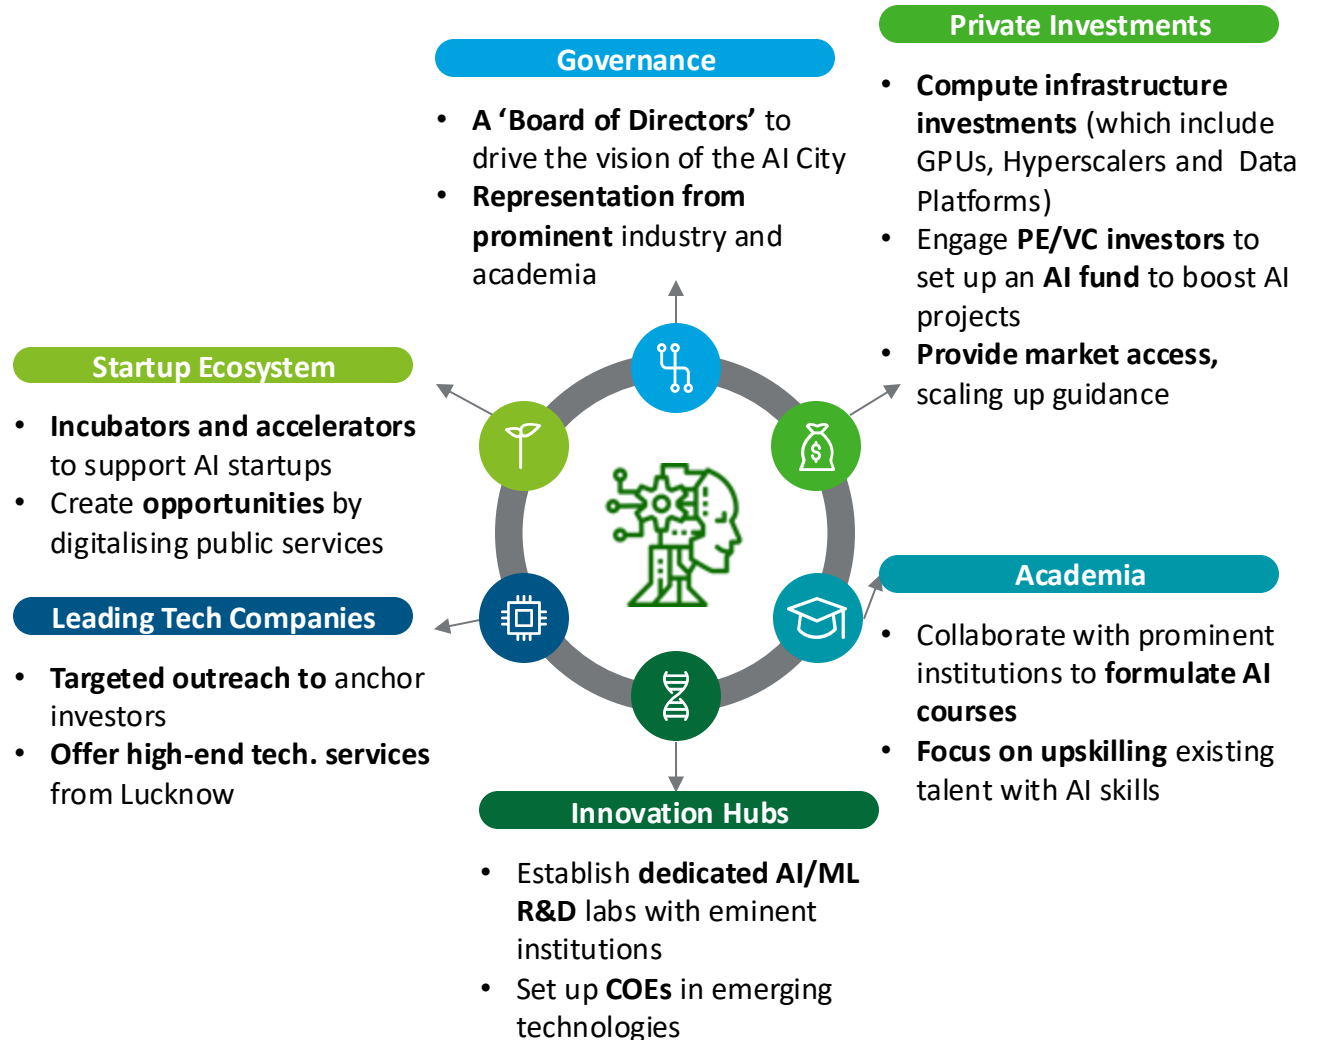 Governance
• A ‘Board of Directors’ to
drive the vision of the AI City
• Representation from
prominent industry and
academia
Private Investments
• Compute infrastructure
investments (which include
GPUs, Hyperscalers and Data
Platforms)
• Engage PE/VC investors to
set up an AI fund to boost AI
projects
• Provide market access,
scaling up guidance
Startup Ecosystem
• Incubators and accelerators
to support AI startups
• Create opportunities by
digitalising public services
$
Academia
• Collaborate with prominent
institutions to formulate AI
courses
• Focus on upskilling existing
talent with AI skills
Leading Tech Companies
• Targeted outreach to anchor
investors
• Offer high-end tech. services
from Lucknow
Innovation Hubs
• Establish dedicated AI/ML
R&D labs with eminent
institutions
• Set up COEs in emerging
technologies